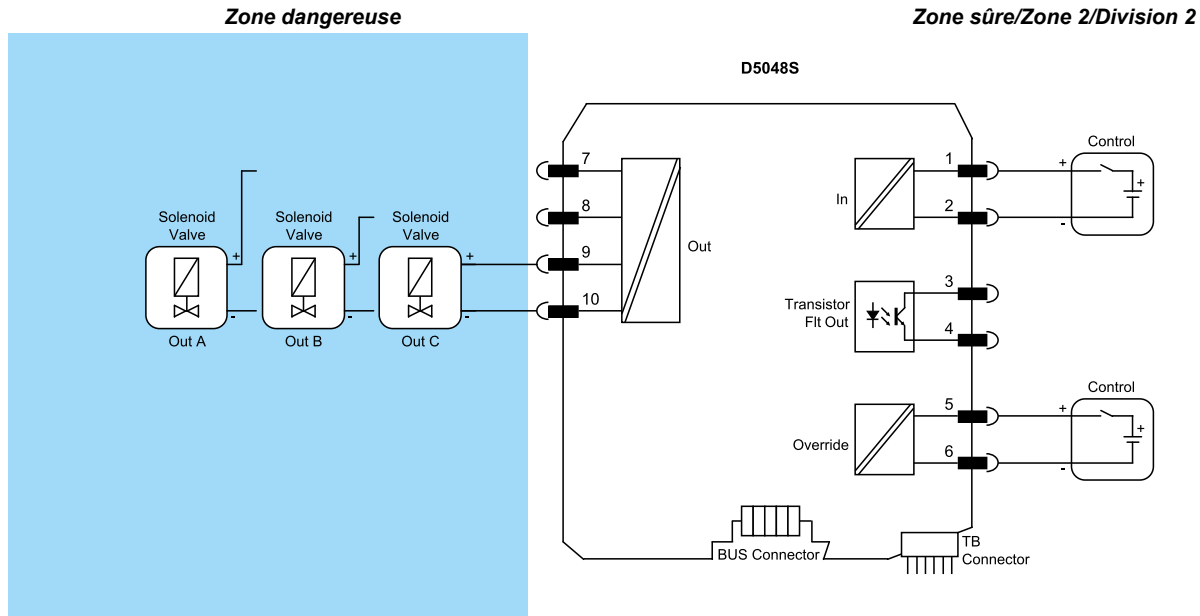 Zone dangereuse
Zone sûre/Zone 2/Division 2
D5048S
Solenoid
Valve
+
-
Out A
Solenoid
Valve
+
-
Out B
Solenoid
Valve
+
-
Out C
7
8
9
10
Out
In
1
2
+
-
Control
+
Transistor
Flt Out
3
4
Override
5
6
+
-
Control
+
BUS Connector
TB
Connector